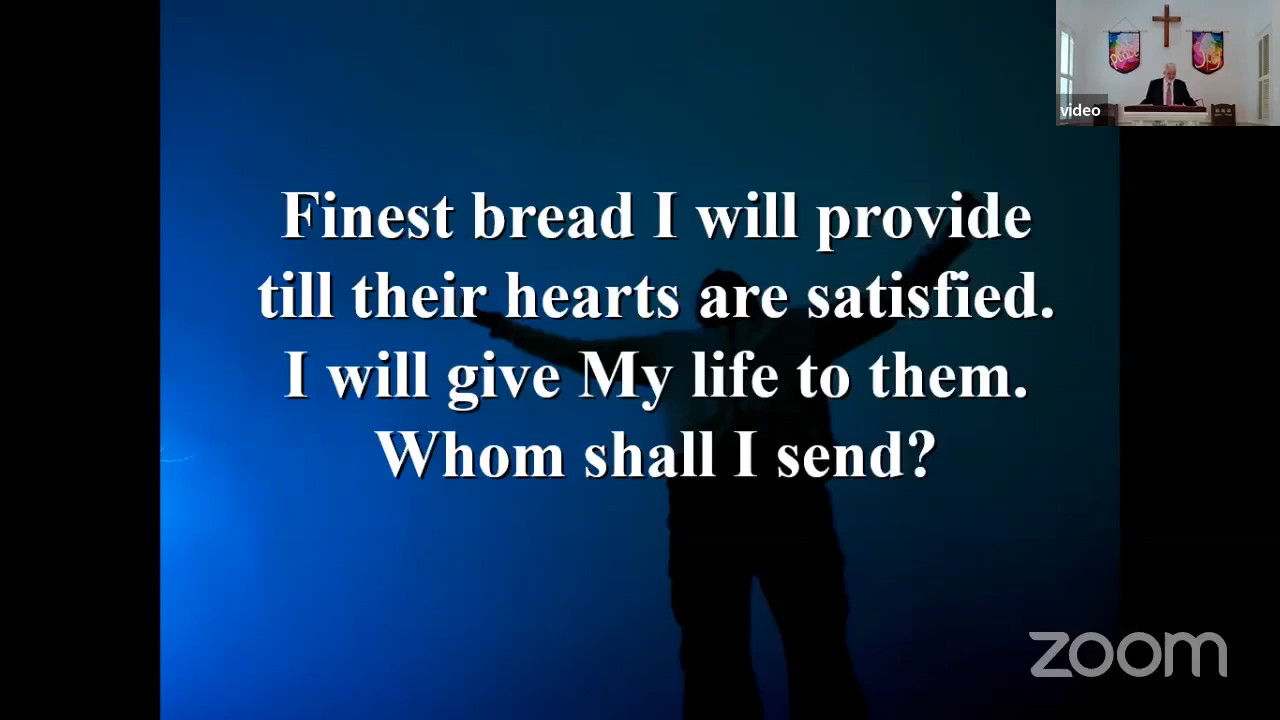 Finest bread I will provide
till their hearts are satisfied.
I will give My life to them.
Whom shall I send?
video
zoom